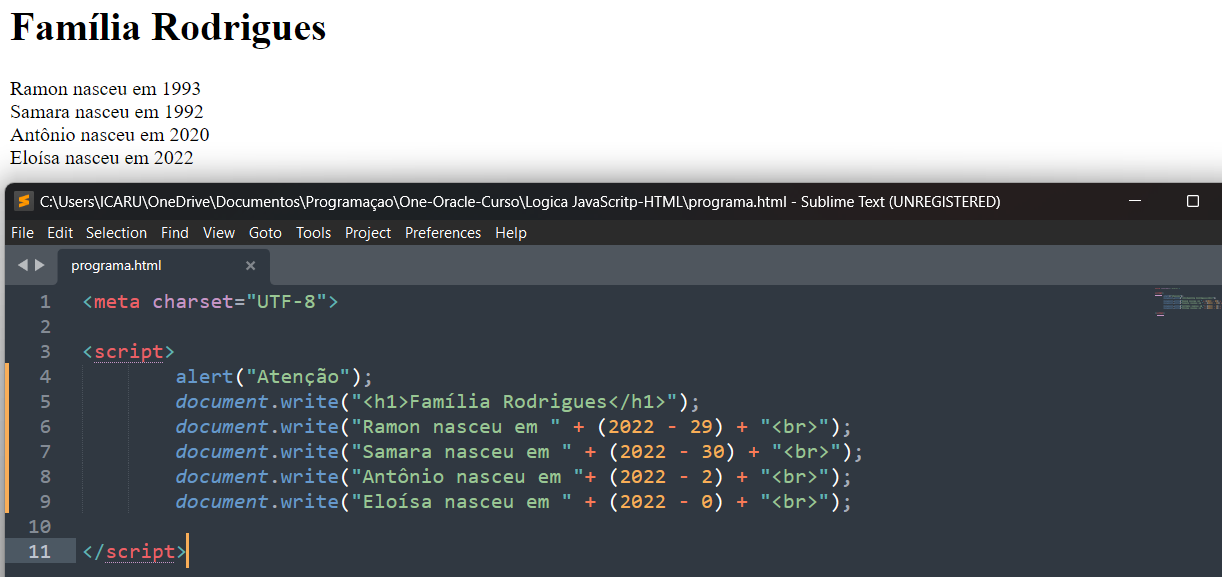 Família Rodrigues
Ramon nasceu em 1993
Samara nasceu em 1992
Antônio nasceu em 2020
Eloísa nasceu em 2022
C:\Users\ICARU\OneDrive\Documentos\Programaçao\One-Oracle-Curso\Logica JavaScritp-HTML\programa.html - Sublime Text (UNREGISTERED)
File Edit Selection Find View Goto Tools Project Preferences Help
programa.html
1 <meta charset="UTF-8">
2
3 <script>
4 alert("Atenção");
5 document.write("<h1>Família Rodrigues</h1>");
6 document.write("Ramon nasceu em " + (2022 - 29) + "<br>");
7 document.write("Samara nasceu em " + (2022 - 30) + "<br>");
8 document.write("Antônio nasceu em "+ (2022 - 2) + "<br>");
9 document.write("Eloísa nasceu em " + (2022 - 0) + "<br>");
10
11 </script>